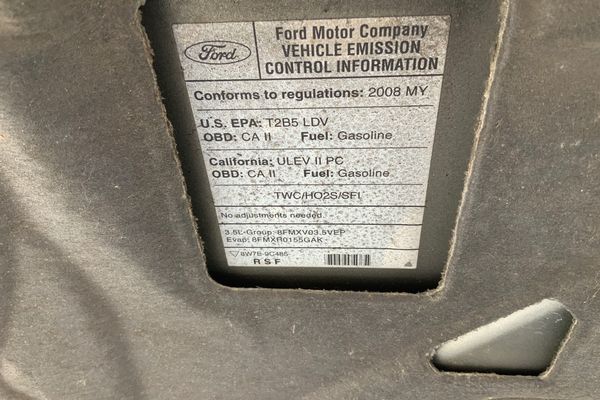 Ford
Ford Motor Company
VEHICLE EMISSION
CONTROL INFORMATION
Conforms to regulations: 2008 MY
U.S. EPA: T2B5 LDV
OBD: CA II Fuel: Gasoline
California: ULEV II PC
OBD: CA II Fuel: Gasoline
TWC/HO2S/SFI
No adjustments needed.
3.5L-Group: 8FMXV03.5VEP
Evap: 8FMXR0155GAK
8W7E-9C485
R S F